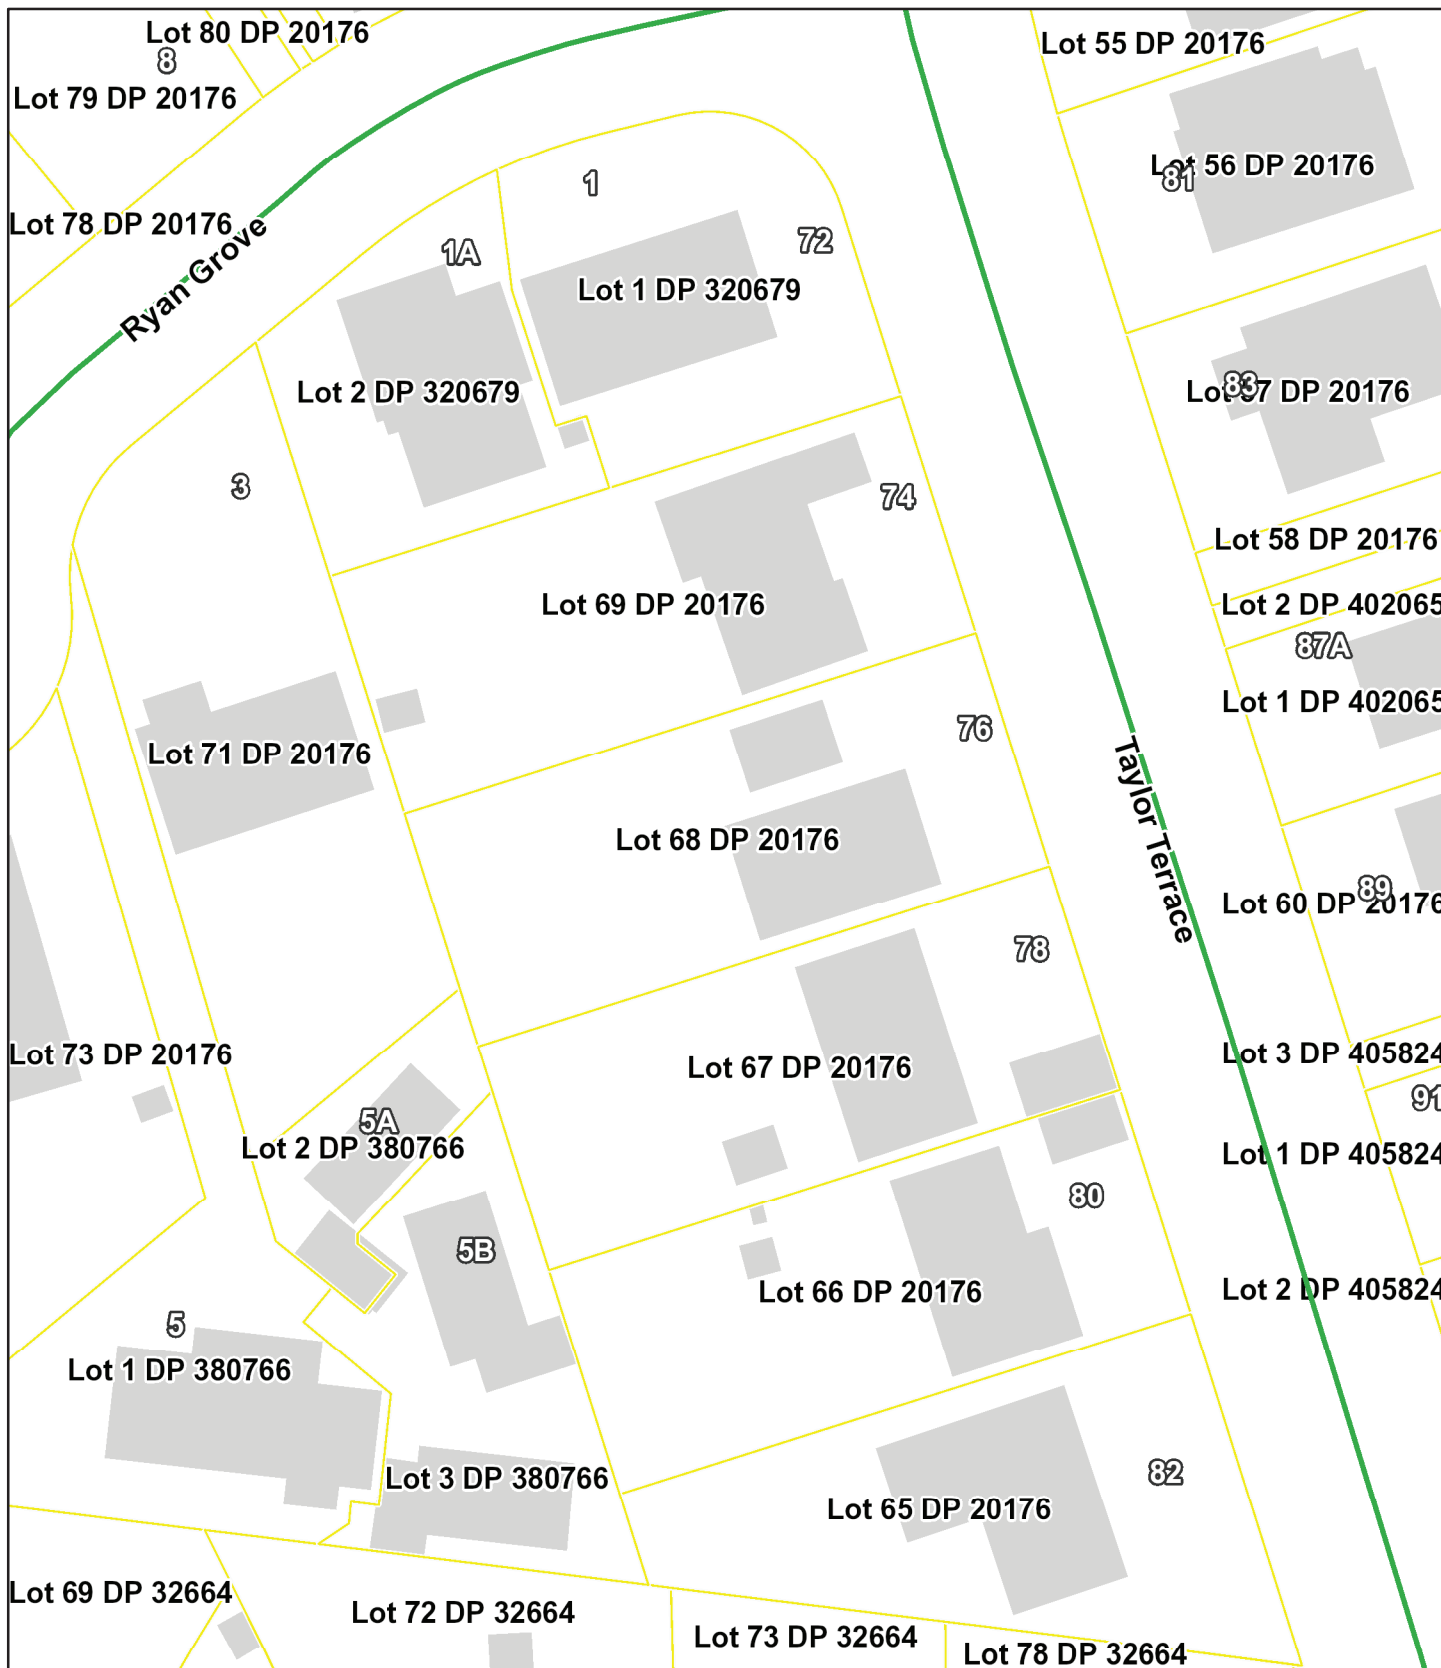 Lot 80 DP 20176
Lot 55 DP 20176
8
Lot 79 DP 20176
Lot 56 DP 20176
81
1
Lot 78 DP 20176
72
1A
Ryan Grove
Lot 1 DP 320679
Lot 2 DP 320679
83
Lot 57 DP 20176
3
74
Lot 58 DP 20176
Lot 69 DP 20176
Lot 2 DP 402065
87A
Lot 1 DP 402065
76
Lot 71 DP 20176
Taylor Terrace
Lot 68 DP 20176
89
Lot 60 DP 20176
78
Lot 73 DP 20176
Lot 3 DP 405824
Lot 67 DP 20176
91
5A
Lot 2 DP 380766
Lot 1 DP 405824
80
5B
Lot 66 DP 20176
Lot 2 DP 405824
5
Lot 1 DP 380766
82
Lot 3 DP 380766
Lot 65 DP 20176
Lot 69 DP 32664
Lot 72 DP 32664
Lot 73 DP 32664
Lot 78 DP 32664